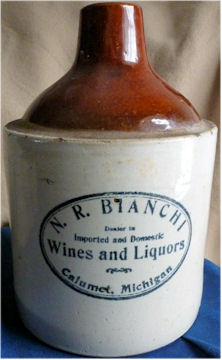 N. R. BIANCHI
Dealer in
Imported and Domestic
Wines and Liquors
Calumet, Michigan